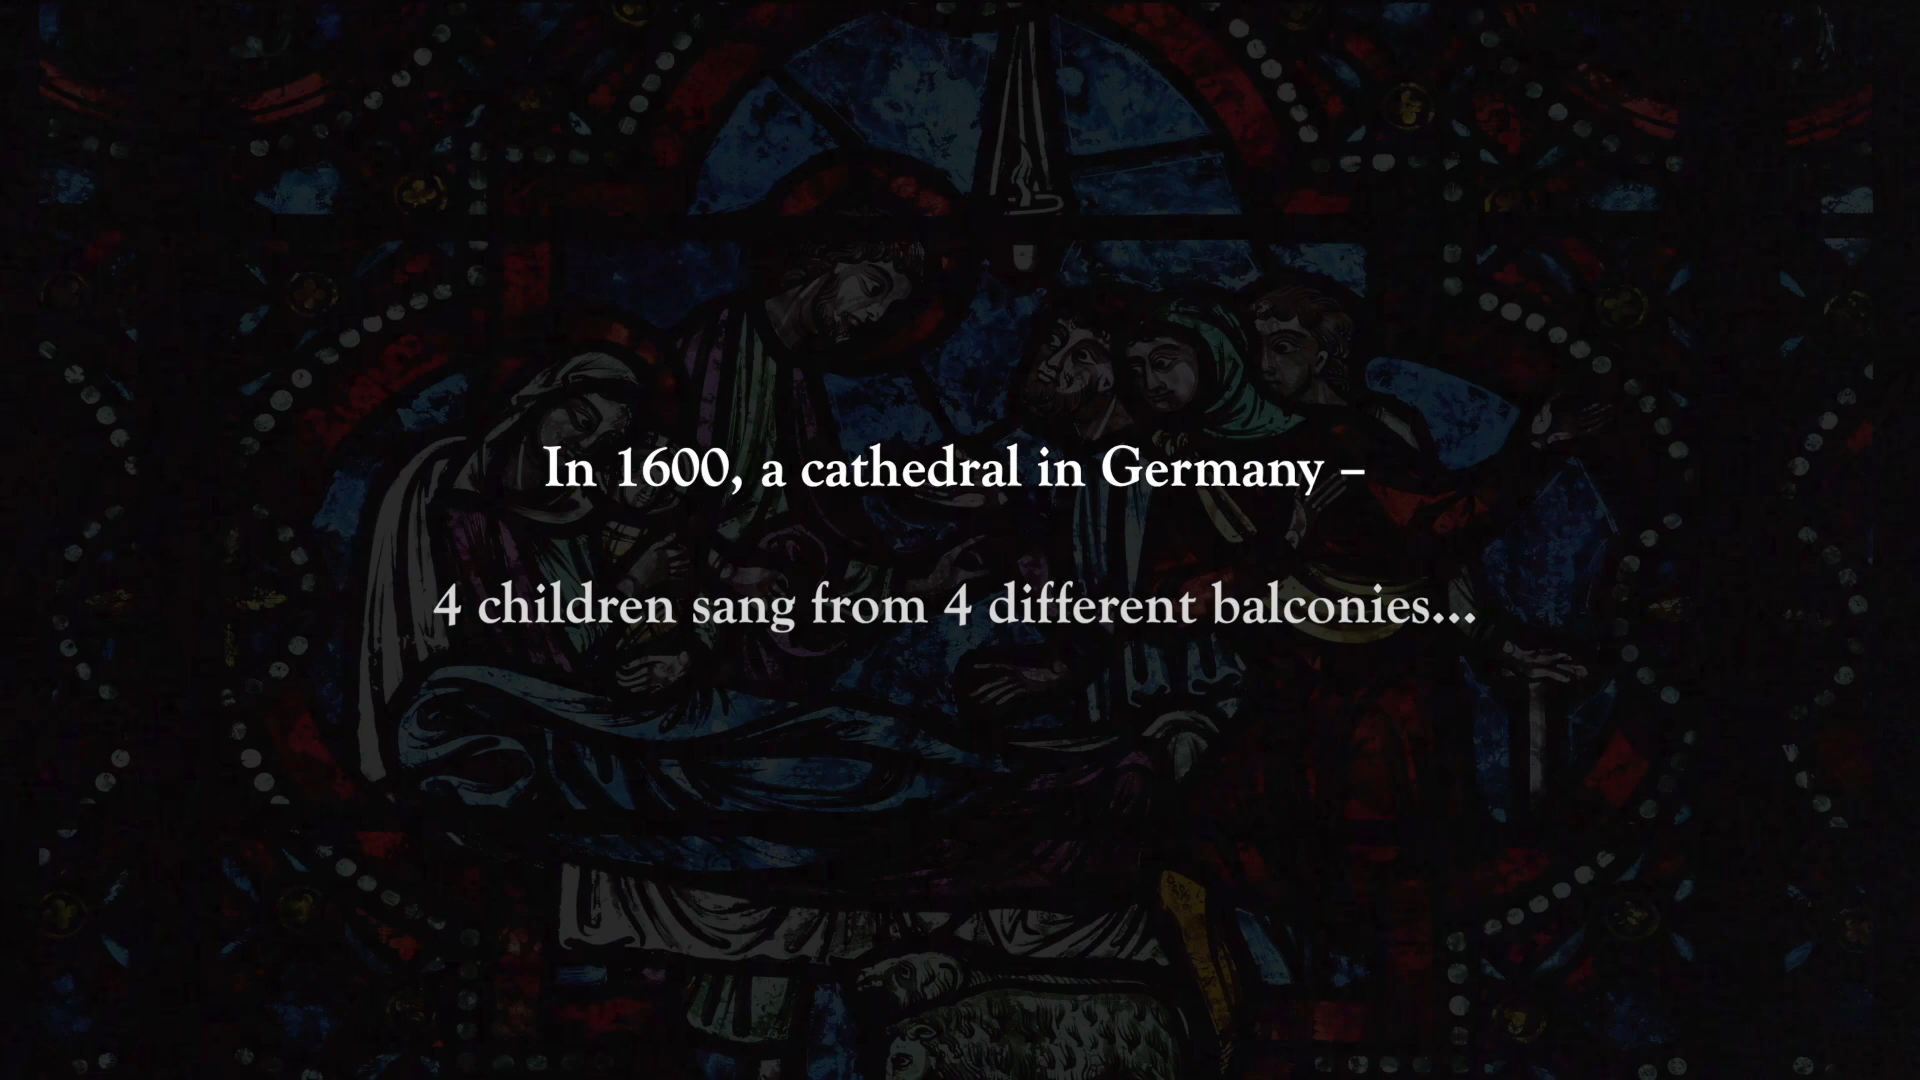 In 1600, a cathedral in Germany –
4 children sang from 4 different balconies...